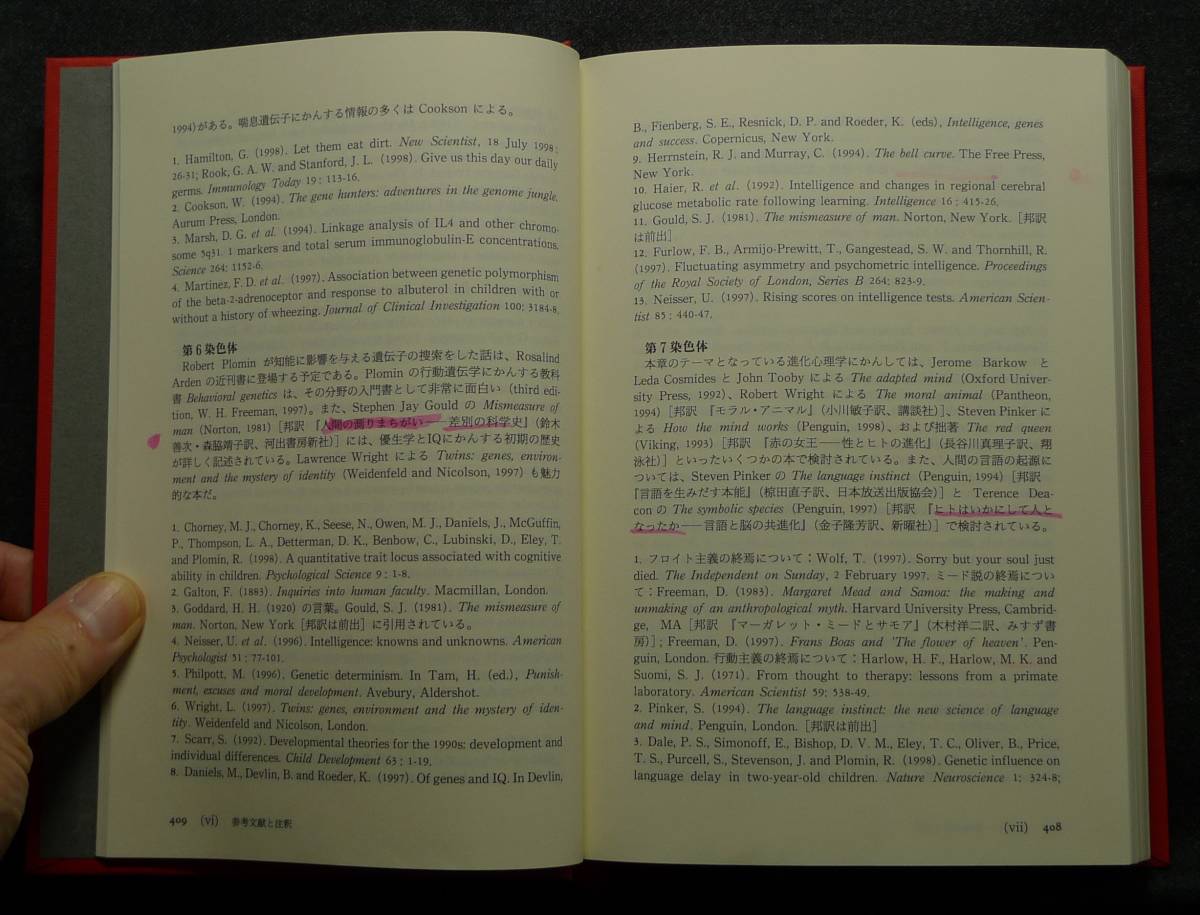 1994)がある。喘息遺伝子にかんする情報の多くは Cookson による。
1. Hamilton, G. (1998). Let them eat dirt. New Scientist, 18 July 1998:
26-31; Rook, G. A. W. and Stanford, J. L. (1998). Give us this day our daily
germs. Immunology Today 19 : 113-16.
2. Cookson, W. (1994). The gene hunters: adventures in the genome jungle.
Aurum Press, London.
3. Marsh, D. G. et al. (1994). Linkage analysis of IL4 and other chromo-
some 5q31. 1 markers and total serum immunoglobulin-E concentrations.
Science 264: 1152-6.
4. Martinez, F. D. et al. (1997). Association between genetic polymorphism
of the beta-2-adrenoceptor and response to albuterol in children with or
without a history of wheezing. Journal of Clinical Investigation 100: 3184-8.
第6染色体
Robert Plomin が知能に影響を与える遺伝子の捜索をした話は、Rosalind
Arden の近刊書に登場する予定である。Plomin の行動遺伝学にかんする教科
書 Behavioral genetics は、その分野の入門書として非常に面白い (third edi-
tion, W. H. Freeman, 1997)。また、Stephen Jay Gould の Mismeasure of
man (Norton, 1981) [邦訳『人間の測りまちがい——差別の科学史』(鈴木
善次・森脇靖子訳、河出書房新社)] には、優生学とIQにかんする初期の歴史
が詳しく記述されている。Lawrence Wright による Twins: genes, environ-
ment and the mystery of identity (Weidenfeld and Nicolson, 1997) も魅力
的な本だ。
1. Chorney, M. J., Chorney, K., Seese, N., Owen, M. J., Daniels, J., McGuffin,
P., Thompson, L. A., Detterman, D. K., Benbow, C., Lubinski, D., Eley, T.
and Plomin, R. (1998). A quantitative trait locus associated with cognitive
ability in children. Psychological Science 9 : 1-8.
2. Galton, F. (1883). Inquiries into human faculty. Macmillan, London.
3. Goddard, H. H. (1920) の言葉。Gould, S. J. (1981). The mismeasure of
man. Norton, New York [邦訳は前出] に引用されている。
4. Neisser, U. et al. (1996). Intelligence: knowns and unknowns. American
Psychologist 51 : 77-101.
5. Philpott, M. (1996). Genetic determinism. In Tam, H. (ed.), Punish-
ment, excuses and moral development. Avebury, Aldershot.
6. Wright, L. (1997). Twins: genes, environment and the mystery of iden-
tity. Weidenfeld and Nicolson, London.
7. Scarr, S. (1992). Developmental theories for the 1990s: development and
individual differences. Child Development 63 : 1-19.
8. Daniels, M., Devlin, B. and Roeder, K. (1997). Of genes and IQ. In Devlin,
409 (vi) 参考文献と注釈
B., Fienberg, S. E., Resnick, D. P. and Roeder, K. (eds), Intelligence, genes
and success. Copernicus, New York.
9. Herrnstein, R. J. and Murray, C. (1994). The bell curve. The Free Press,
New York.
10. Haier, R. et al. (1992). Intelligence and changes in regional cerebral
glucose metabolic rate following learning. Intelligence 16 : 415-26.
11. Gould, S. J. (1981). The mismeasure of man. Norton, New York. [邦訳
は前出]
12. Furlow, F. B., Armijo-Prewitt, T., Gangestead, S. W. and Thornhill, R.
(1997). Fluctuating asymmetry and psychometric intelligence. Proceedings
of the Royal Society of London, Series B 264: 823-9.
13. Neisser, U. (1997). Rising scores on intelligence tests. American Scien-
tist 85 : 440-47.
第7染色体
本章のテーマとなっている進化心理学にかんしては、Jerome Barkow と
Leda Cosmides と John Tooby による The adapted mind (Oxford Univer-
sity Press, 1992)、Robert Wright による The moral animal (Pantheon,
1994) [邦訳『モラル・アニマル』(小川敏子訳、講談社)]、Steven Pinker に
よる How the mind works (Penguin, 1998)、および拙著 The red queen
(Viking, 1993) [邦訳『赤の女王——性とヒトの進化』(長谷川真理子訳、翔
泳社)] といったいくつかの本で検討されている。また、人間の言語の起源に
ついては、Steven Pinker の The language instinct (Penguin, 1994) [邦訳
『言語を生みだす本能』(椋田直子訳、日本放送出版協会)] と Terence Dea-
con の The symbolic species (Penguin, 1997) [邦訳『ヒトはいかにして人と
なったか——言語と脳の共進化』(金子隆芳訳、新曜社)] で検討されている。
1. フロイト主義の終焉について：Wolf, T. (1997). Sorry but your soul just
died. The Independent on Sunday, 2 February 1997. ミード説の終焉につい
て：Freeman, D. (1983). Margaret Mead and Samoa: the making and
unmaking of an anthropological myth. Harvard University Press, Cambrid-
ge, MA [邦訳『マーガレット・ミードとサモア』(木村洋二訳、みすず書
房)]; Freeman, D. (1997). Frans Boas and 'The flower of heaven'. Pen-
guin, London. 行動主義の終焉について：Harlow, H. F., Harlow, M. K. and
Suomi, S. J. (1971). From thought to therapy: lessons from a primate
laboratory. American Scientist 59: 538-49.
2. Pinker, S. (1994). The language instinct: the new science of language
and mind. Penguin, London. [邦訳は前出]
3. Dale, P. S., Simonoff, E., Bishop, D. V. M., Eley, T. C., Oliver, B., Price,
T. S., Purcell, S., Stevenson, J. and Plomin, R. (1998). Genetic influence on
language delay in two-year-old children. Nature Neuroscience 1: 324-8;
(vii) 408